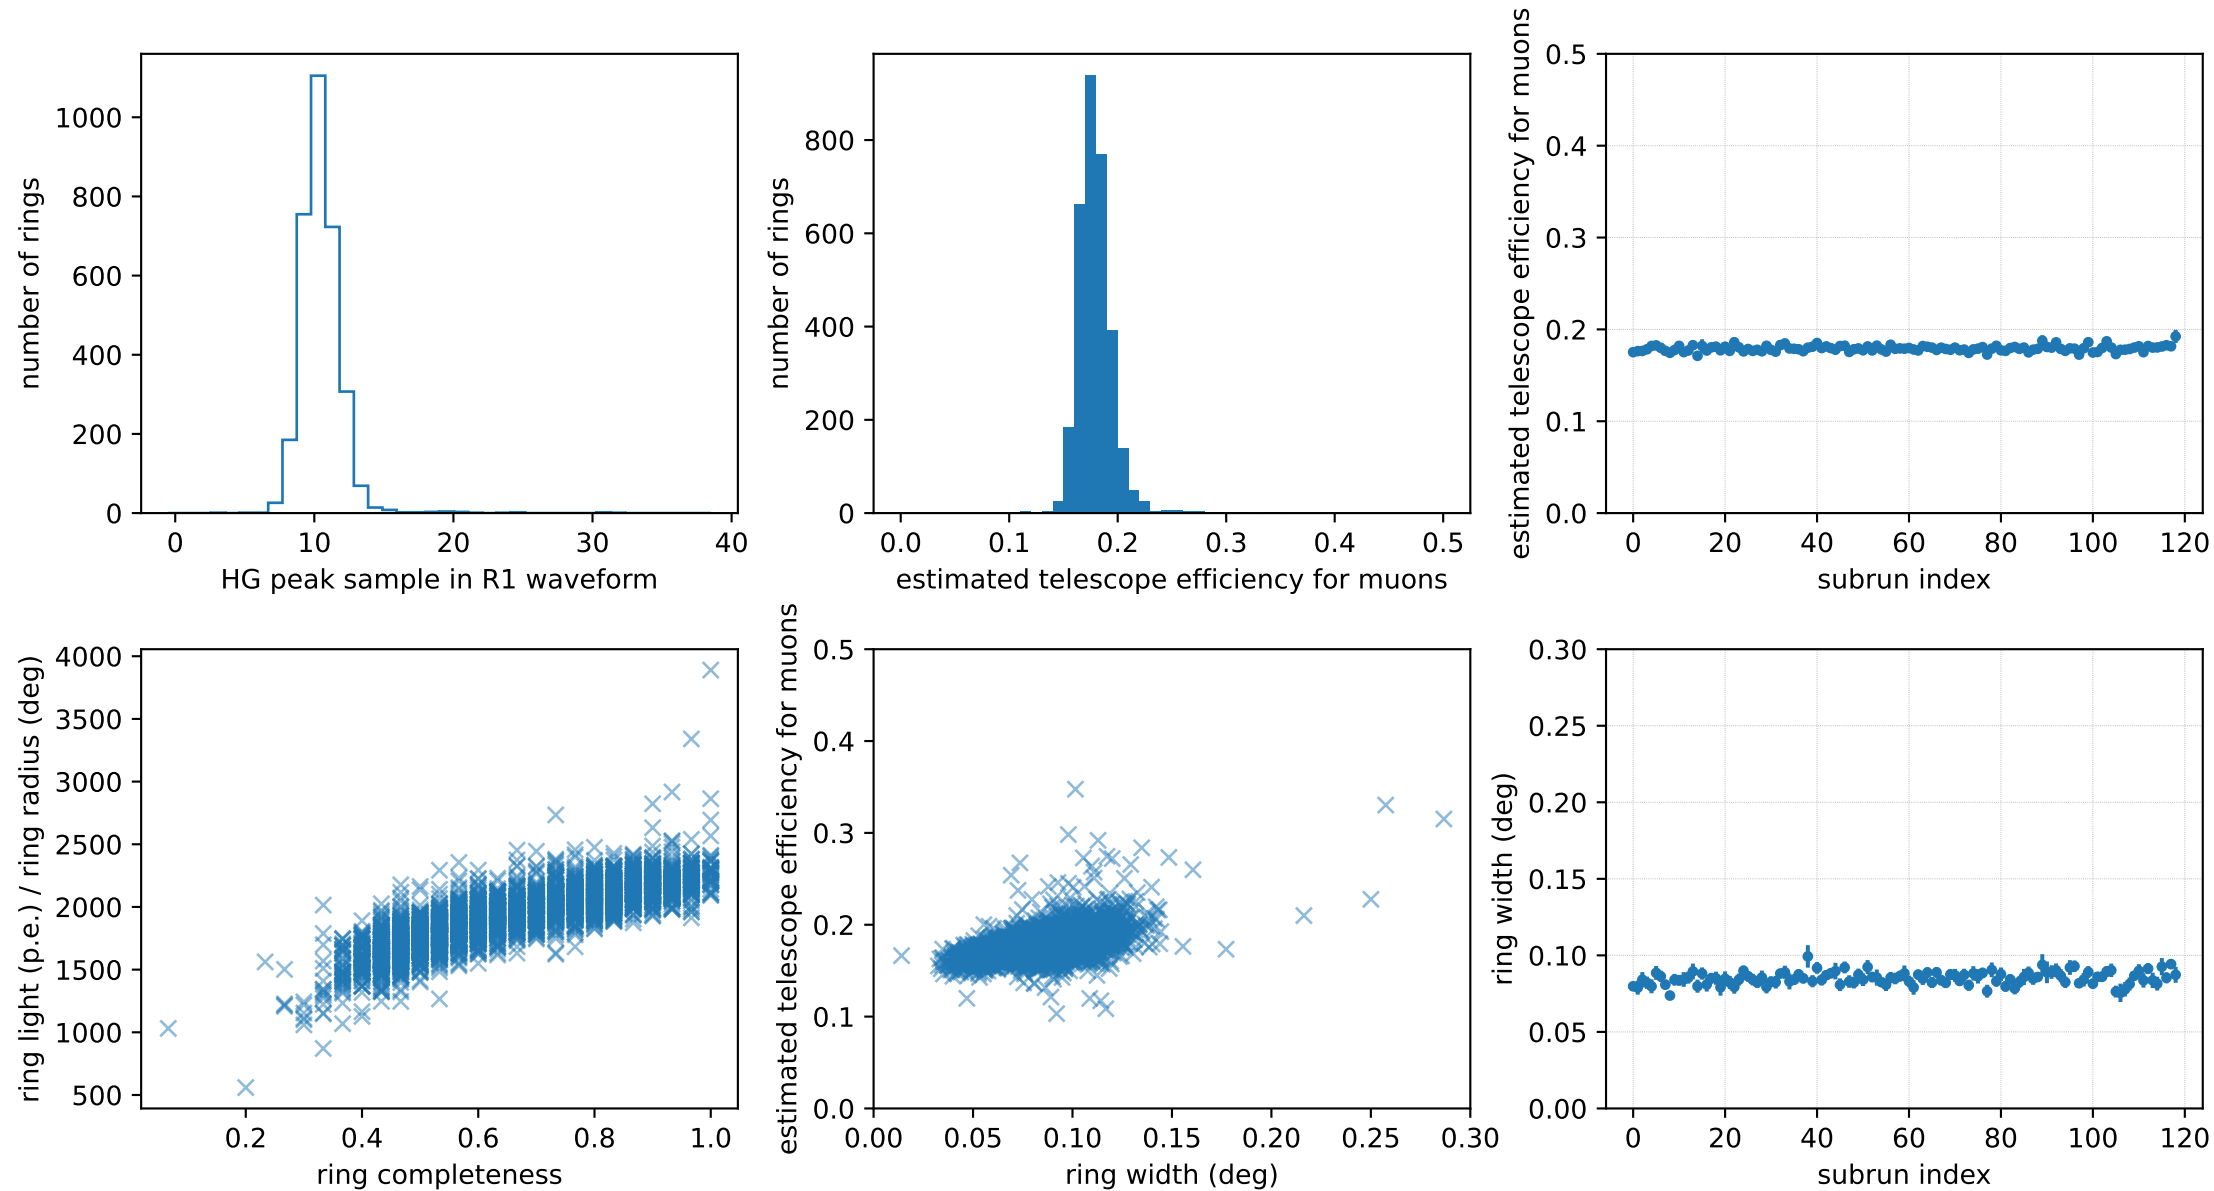 number of rings
1000
800
600
400
200
0
0 10 20 30 40
HG peak sample in R1 waveform
number of rings
800
600
400
200
0
0.0 0.1 0.2 0.3 0.4 0.5
estimated telescope efficiency for muons
estimated telescope efficiency for muons
0.5
0.4
0.3
0.2
0.1
0.0
0 20 40 60 80 100 120
subrun index
ring light (p.e.) / ring radius (deg)
4000
3500
3000
2500
2000
1500
1000
500
0.2 0.4 0.6 0.8 1.0
ring completeness
estimated telescope efficiency for muons
0.5
0.4
0.3
0.2
0.1
0.0
0.00 0.05 0.10 0.15 0.20 0.25 0.30
ring width (deg)
ring width (deg)
0.30
0.25
0.20
0.15
0.10
0.05
0.00
0 20 40 60 80 100 120
subrun index